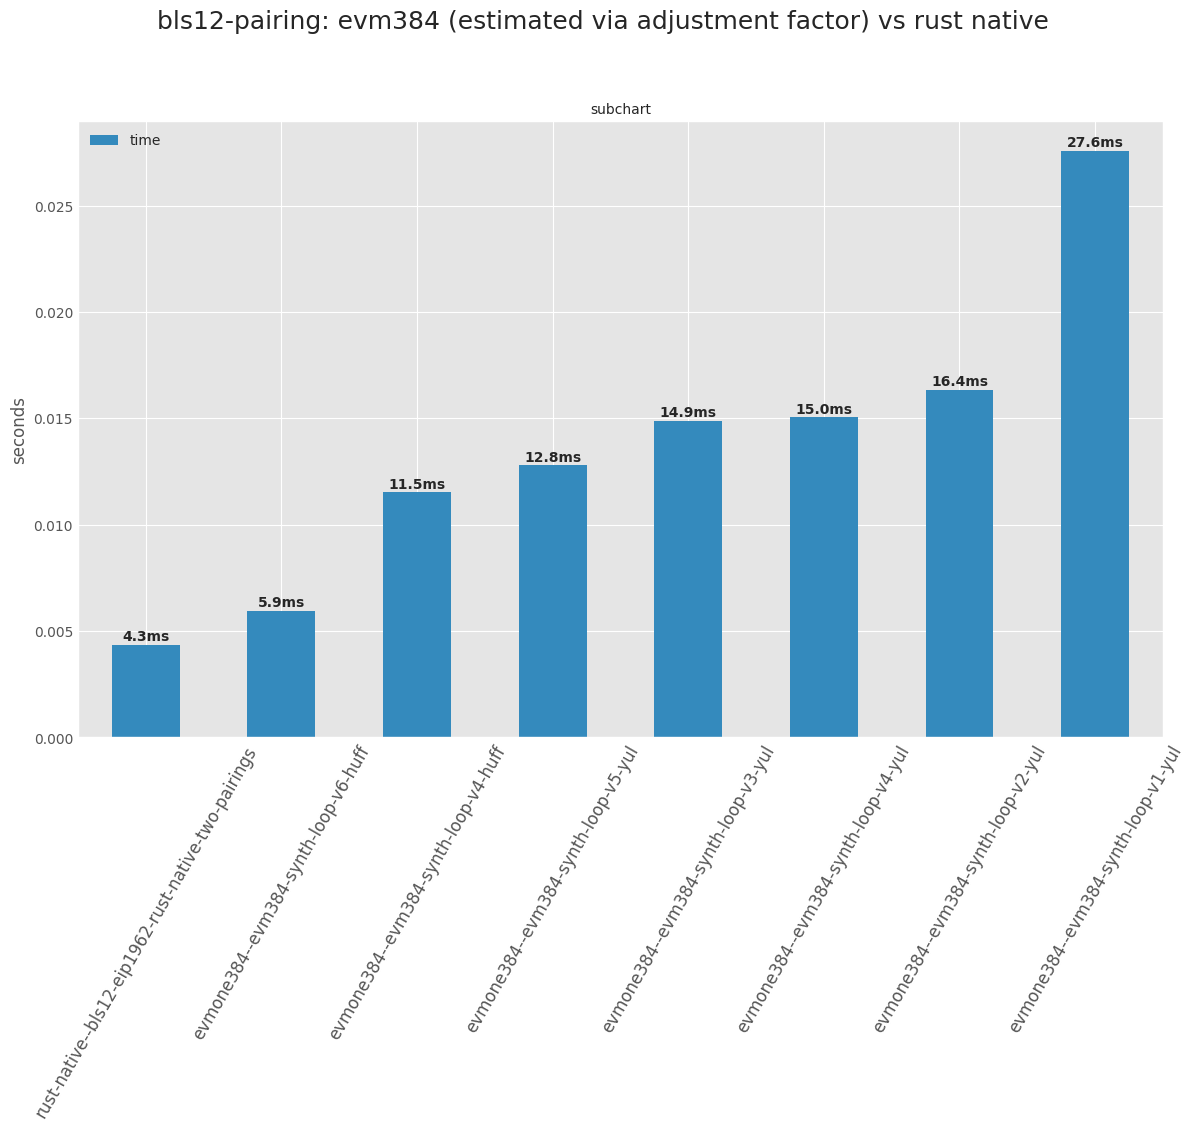 bls12-pairing: evm384 (estimated via adjustment factor) vs rust native
subchart
time
27.6ms
16.4ms
15.0ms
14.9ms
12.8ms
11.5ms
5.9ms
4.3ms
seconds
0.025
0.020
0.015
0.010
0.005
0.000
rust-native--bls12-eip1962-rust-native-two-pairings
evmone384--evm384-synth-loop-v6-huff
evmone384--evm384-synth-loop-v4-huff
evmone384--evm384-synth-loop-v5-yul
evmone384--evm384-synth-loop-v3-yul
evmone384--evm384-synth-loop-v4-yul
evmone384--evm384-synth-loop-v2-yul
evmone384--evm384-synth-loop-v1-yul